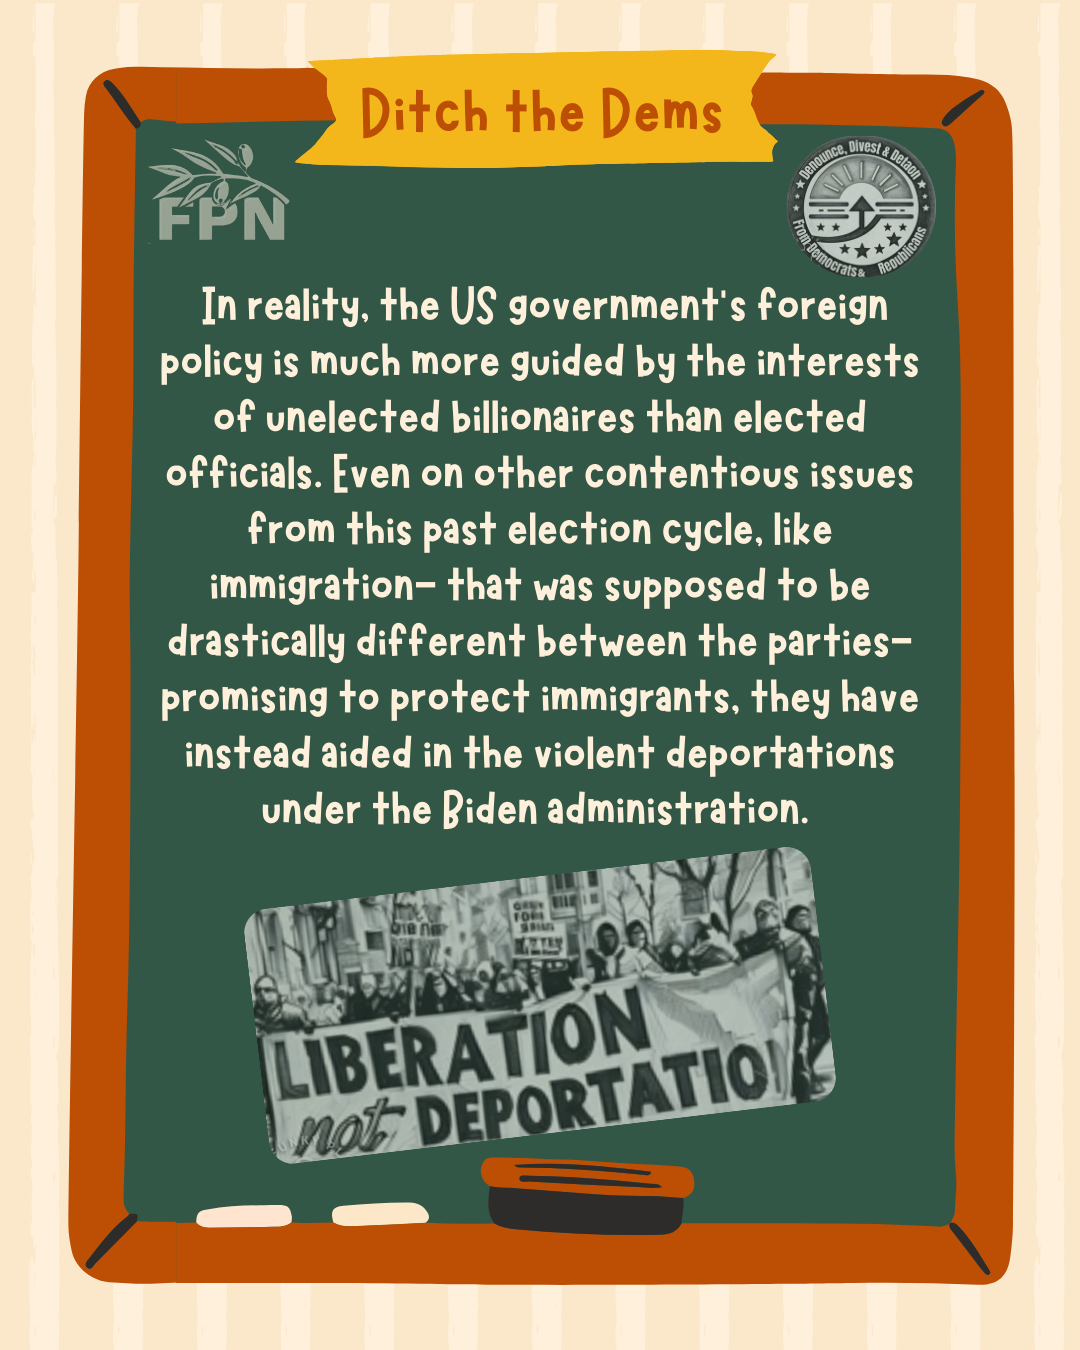 Ditch the Dems
FPN
Denounce, Divest & Detach
From Democrats & Republicans
In reality, the US government's foreign
policy is much more guided by the interests
of unelected billionaires than elected
officials. Even on other contentious issues
from this past election cycle, like
immigration– that was supposed to be
drastically different between the parties–
promising to protect immigrants, they have
instead aided in the violent deportations
under the Biden administration.
LIBERATION
not DEPORTATIO